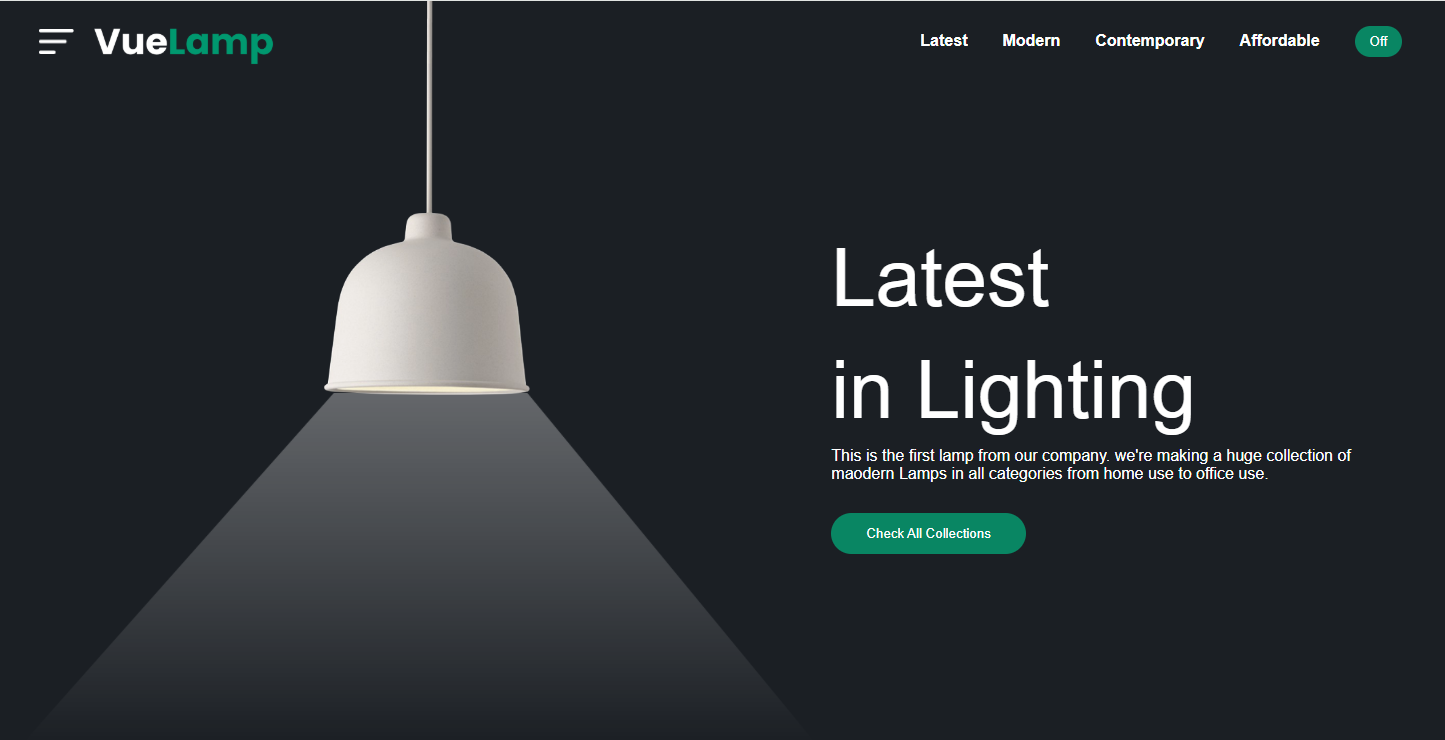 VueLamp
Latest Modern Contemporary Affordable Off
Latest
in Lighting
This is the first lamp from our company. we're making a huge collection of
maodern Lamps in all categories from home use to office use.
Check All Collections